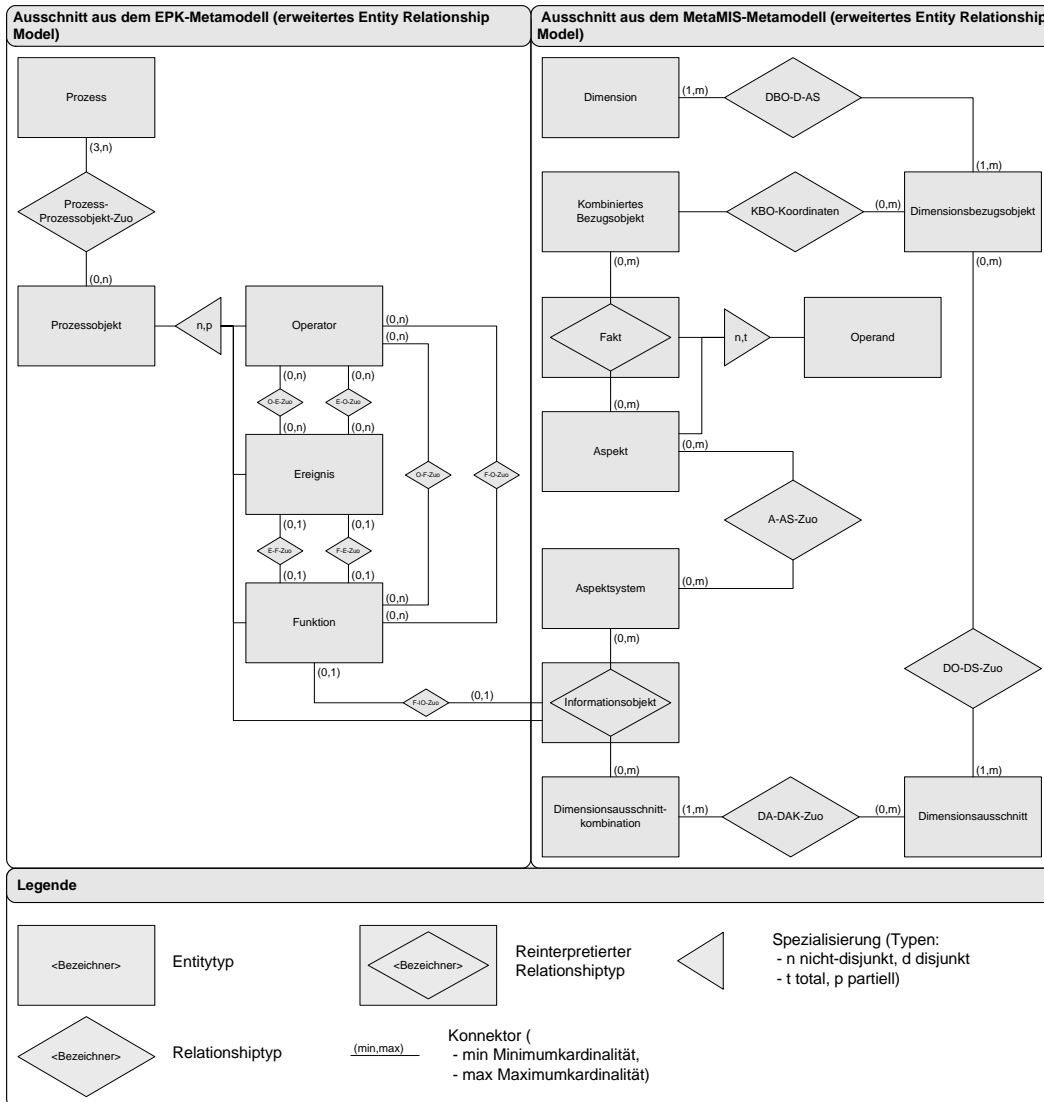 Ausschnitt aus dem EPK-Metamodell (erweitertes Entity Relationship
Model)
Prozess
(3,n)
Prozess-
Prozessobjekt-Zuo
(0,n)
Prozessobjekt
n,p
Operator
(0,n)
(0,n)
(0,n)
(0,n)
O-E-Zuo
E-O-Zuo
(0,n)
(0,n)
Ereignis
O-F-Zuo
F-O-Zuo
(0,1)
(0,1)
E-F-Zuo
F-E-Zuo
(0,1)
(0,1)
Funktion
(0,n)
(0,n)
(0,1)
F-IO-Zuo
(0,1)
Ausschnitt aus dem MetaMIS-Metamodell (erweitertes Entity Relationship
Model)
Dimension
(1,m)
DBO-D-AS
(1,m)
Kombiniertes
Bezugsobjekt
KBO-Koordinaten
(0,m)
Dimensionsbezugsobjekt
(0,m)
(0,m)
Fakt
n,t
Operand
(0,m)
Aspekt
(0,m)
A-AS-Zuo
Aspektsystem
(0,m)
(0,m)
DO-DS-Zuo
Informationsobjekt
(0,m)
(1,m)
Dimensionsausschnitt-
kombination
(1,m)
DA-DAK-Zuo
(0,m)
Dimensionsausschnitt
Legende
<Bezeichner>
Entitytyp
<Bezeichner>
Reinterpretierter
Relationshiptyp
Spezialisierung (Typen:
- n nicht-disjunkt, d disjunkt
- t total, p partiell)
<Bezeichner>
Relationshiptyp
(min,max)
Konnektor (
- min Minimumkardinalität,
- max Maximumkardinalität)